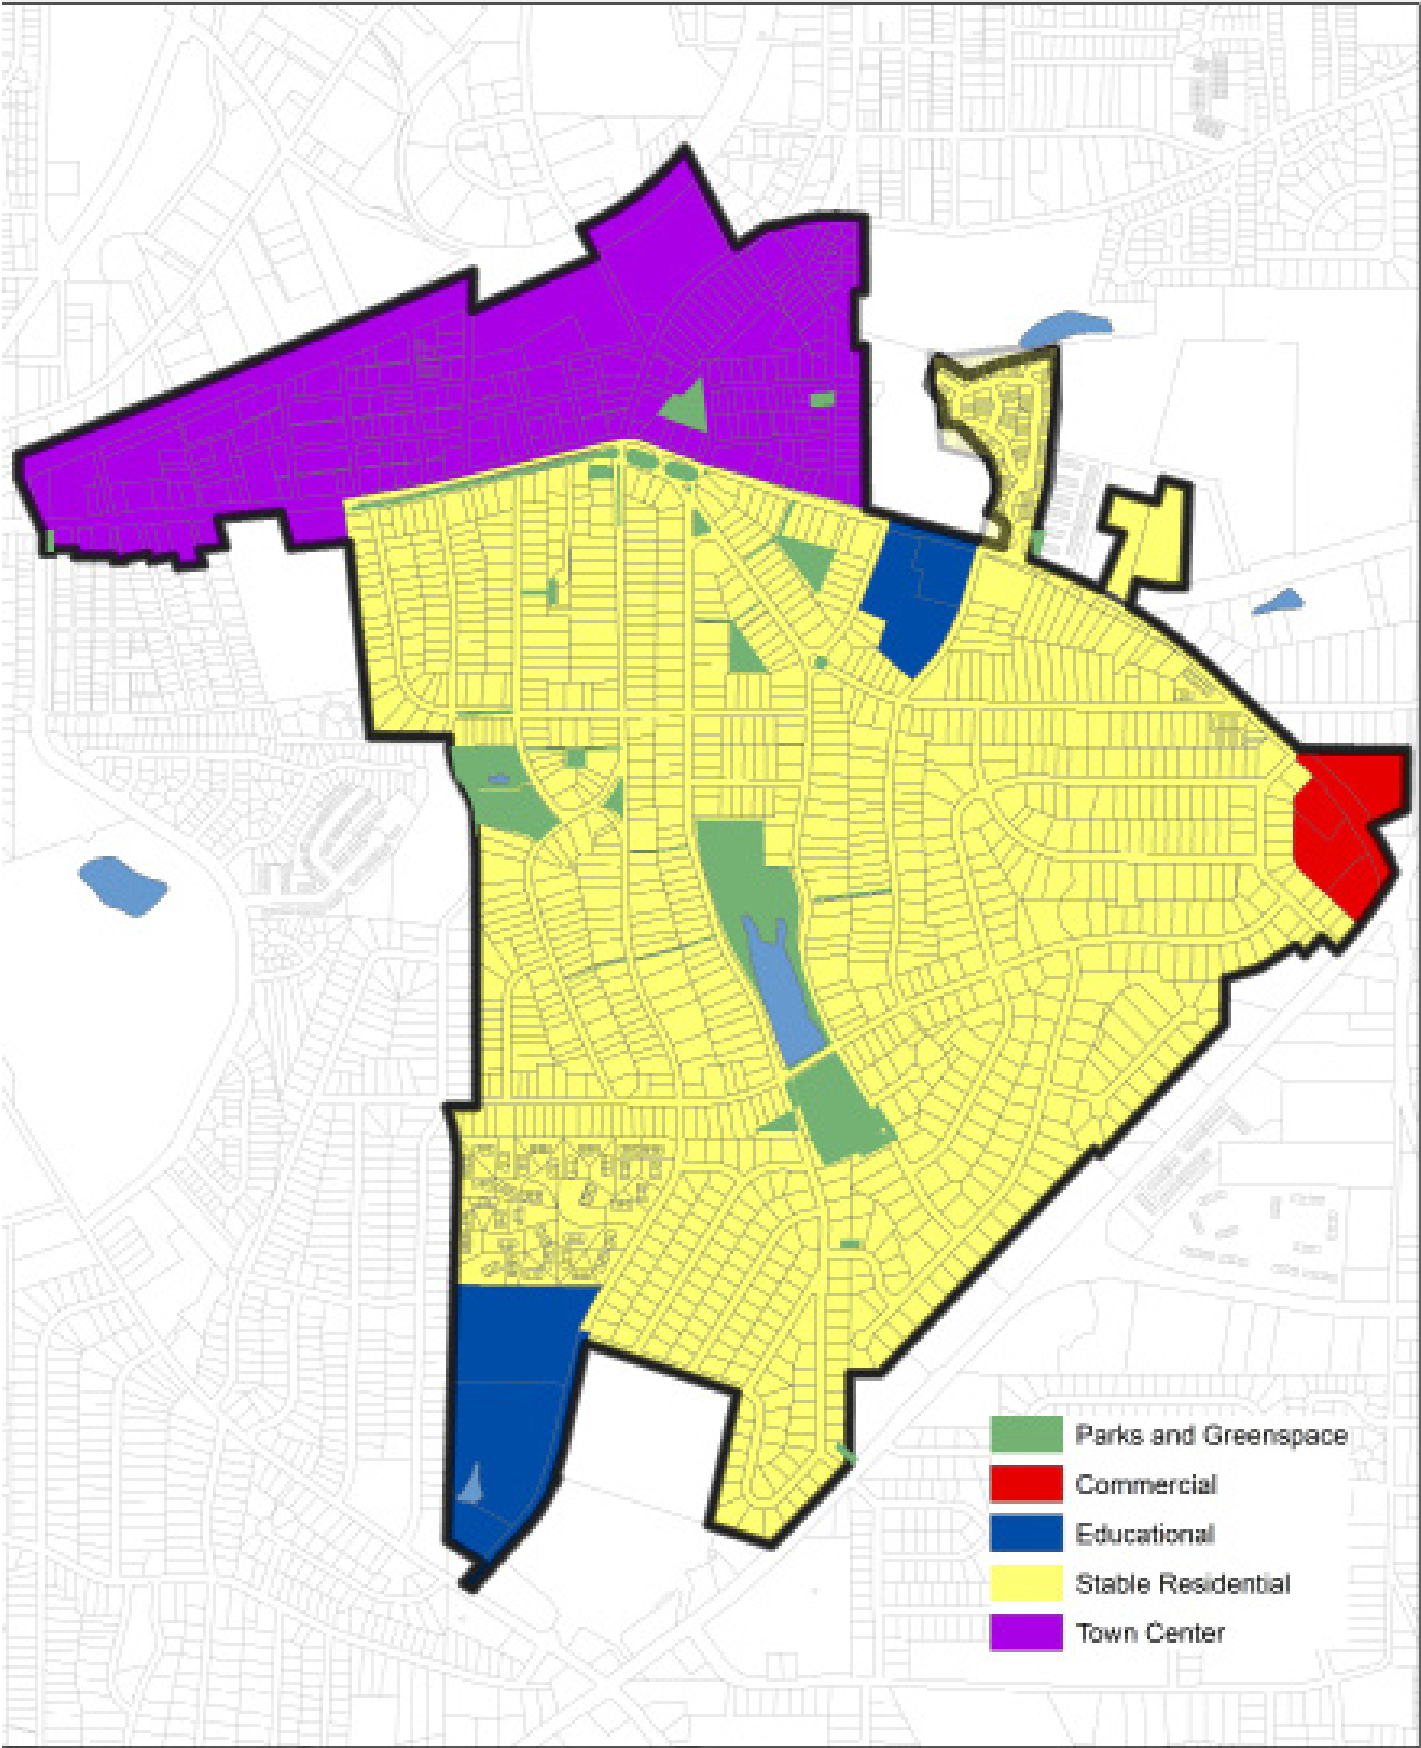 Parks and Greenspace
Commercial
Educational
Stable Residential
Town Center